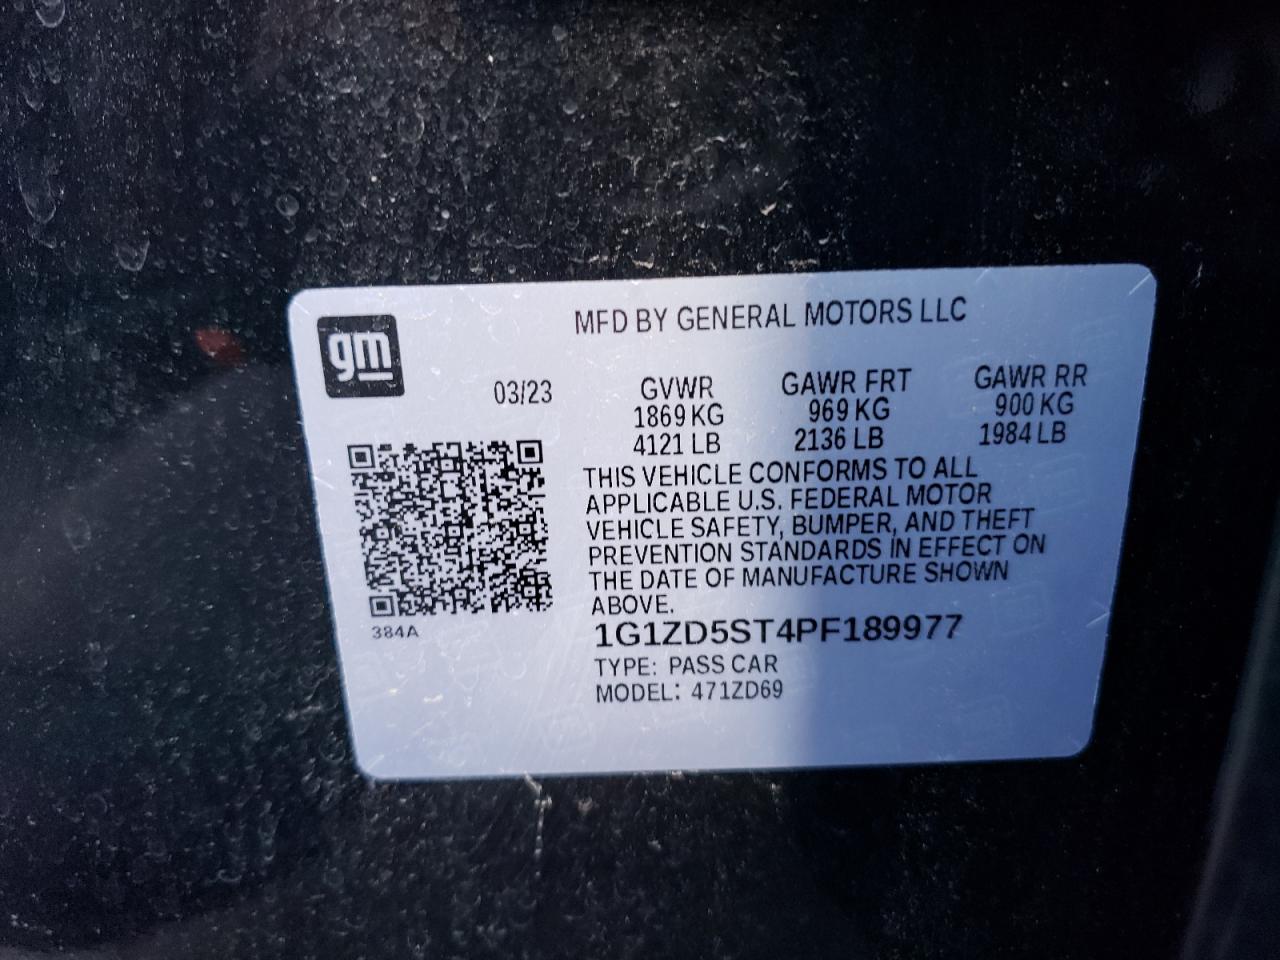 MFD BY GENERAL MOTORS LLC
gm
03/23
GVWR GAWR FRT GAWR RR
1869 KG 969 KG 900 KG
4121 LB 2136 LB 1984 LB
THIS VEHICLE CONFORMS TO ALL
APPLICABLE U.S. FEDERAL MOTOR
VEHICLE SAFETY, BUMPER, AND THEFT
PREVENTION STANDARDS IN EFFECT ON
THE DATE OF MANUFACTURE SHOWN
ABOVE.
384A
1G1ZD5ST4PF189977
TYPE: PASS CAR
MODEL: 471ZD69